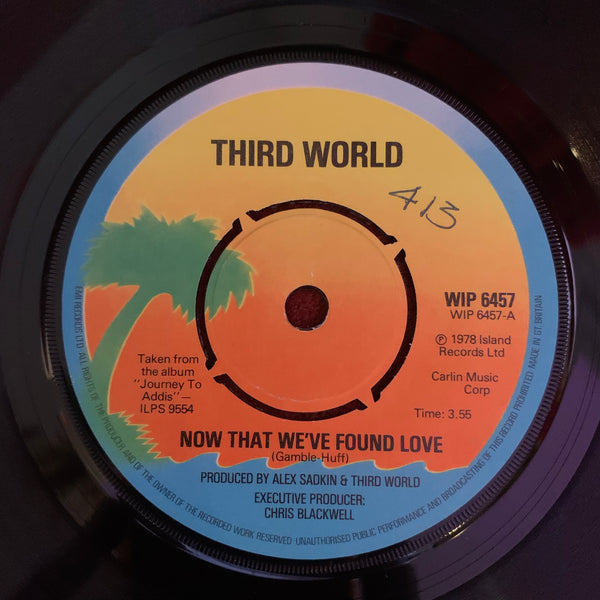 THIRD WORLD
413
WIP 6457
WIP 6457-A
℗ 1978 Island
Records Ltd
Carlin Music
Corp
Time: 3.55
Taken from
the album
"Journey To
Addis"—
ILPS 9554
NOW THAT WE'VE FOUND LOVE
(Gamble-Huff)
PRODUCED BY ALEX SADKIN & THIRD WORLD
EXECUTIVE PRODUCER:
CHRIS BLACKWELL
EMI RECORDS LTD ALL RIGHTS OF THE PRODUCER AND OF THE OWNER OF THE RECORDED WORK RESERVED UNAUTHORISED PUBLIC PERFORMANCE AND BROADCASTING OF THIS RECORD PROHIBITED MADE IN GT. BRITAIN